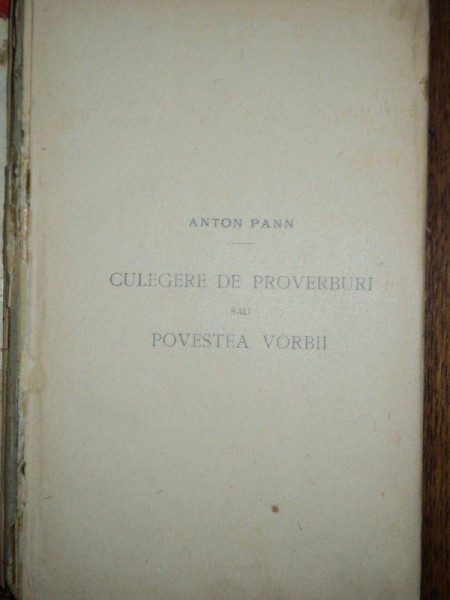 ANTON PANN
CULEGERE DE PROVERBURI
SAU
POVESTEA VORBII